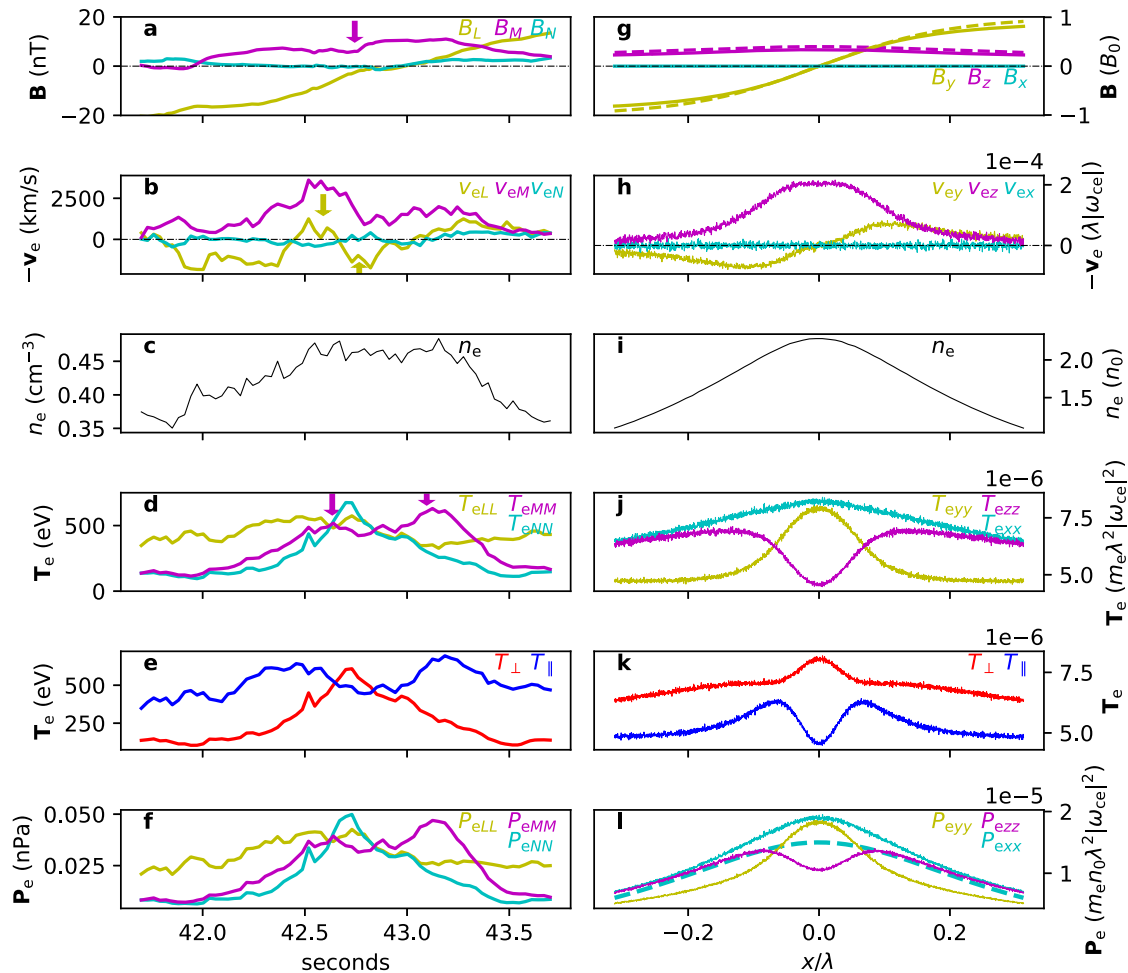 a
B_L B_M B_N
20
0
−20
B (nT)
g
B_y B_z B_x
1
0
−1
B (B_0)
b
v_eL v_eM v_eN
2500
0
−v_e (km/s)
h
v_ey v_ez v_ex
1e−4
2
0
−v_e (λ|ω_ce|)
c
n_e
0.45
0.40
0.35
n_e (cm^−3)
i
n_e
2.0
1.5
n_e (n_0)
d
T_eLL T_eMM
T_eNN
500
0
T_e (eV)
j
T_eyy T_ezz
T_exx
1e−6
7.5
5.0
T_e (m_eλ^2|ω_ce|^2)
e
T_⊥ T_∥
500
250
T_e (eV)
k
T_⊥ T_∥
1e−6
7.5
5.0
T_e
f
P_eLL P_eMM
P_eNN
0.050
0.025
P_e (nPa)
42.0 42.5 43.0 43.5
seconds
l
P_eyy P_ezz
P_exx
1e−5
2
1
P_e (m_en_0λ^2|ω_ce|^2)
−0.2 0.0 0.2
x/λ